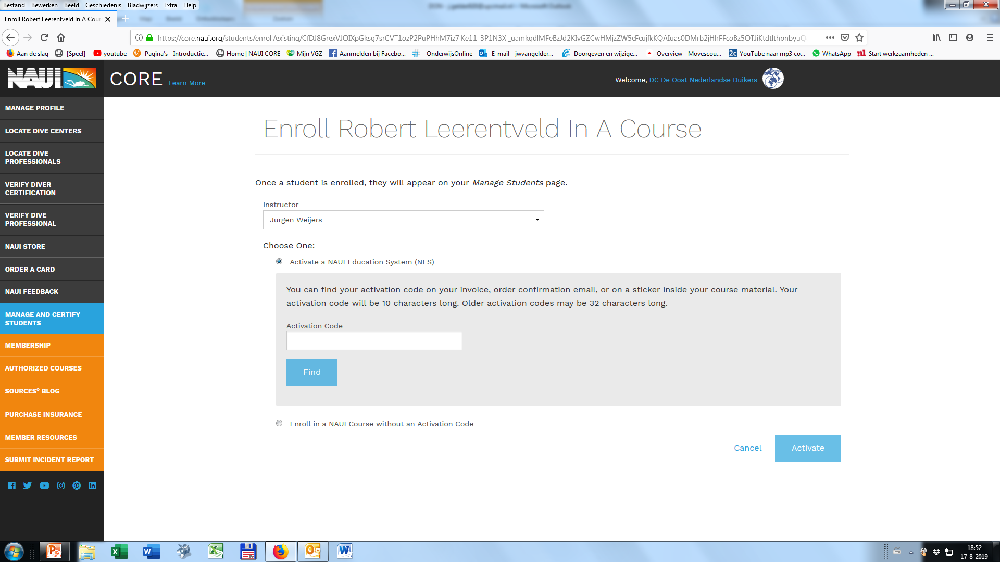 Bestand Bewerken Beeld Geschiedenis Bladwijzers Extra Help
Enroll Robert Leerentveld In A Cour
https://core.naui.org/students/enroll/existing/
Aan de slag [Speel] youtube Pagina's - Introductie... Home | NAUI CORE Mijn VGZ Aanmelden bij Facebo... - OnderwijsOnline E-mail - jwvangelder... Doorgeven en wijzige... Overview - Movescou... YouTube naar mp3 co... WhatsApp Start werkzaamheden ...
NAUI CORE Learn More
Welcome, DC De Oost Nederlandse Duikers
MANAGE PROFILE
LOCATE DIVE CENTERS
LOCATE DIVE
PROFESSIONALS
VERIFY DIVER
CERTIFICATION
VERIFY DIVE
PROFESSIONAL
NAUI STORE
ORDER A CARD
NAUI FEEDBACK
MANAGE AND CERTIFY
STUDENTS
MEMBERSHIP
AUTHORIZED COURSES
SOURCES® BLOG
PURCHASE INSURANCE
MEMBER RESOURCES
SUBMIT INCIDENT REPORT
Enroll Robert Leerentveld In A Course
Once a student is enrolled, they will appear on your Manage Students page.
Instructor
Jurgen Weijers
Choose One:
Activate a NAUI Education System (NES)
You can find your activation code on your invoice, order confirmation email, or on a sticker inside your course material. Your
activation code will be 10 characters long. Older activation codes may be 32 characters long.
Activation Code
Find
Enroll in a NAUI Course without an Activation Code
Cancel Activate
18:52
17-8-2019